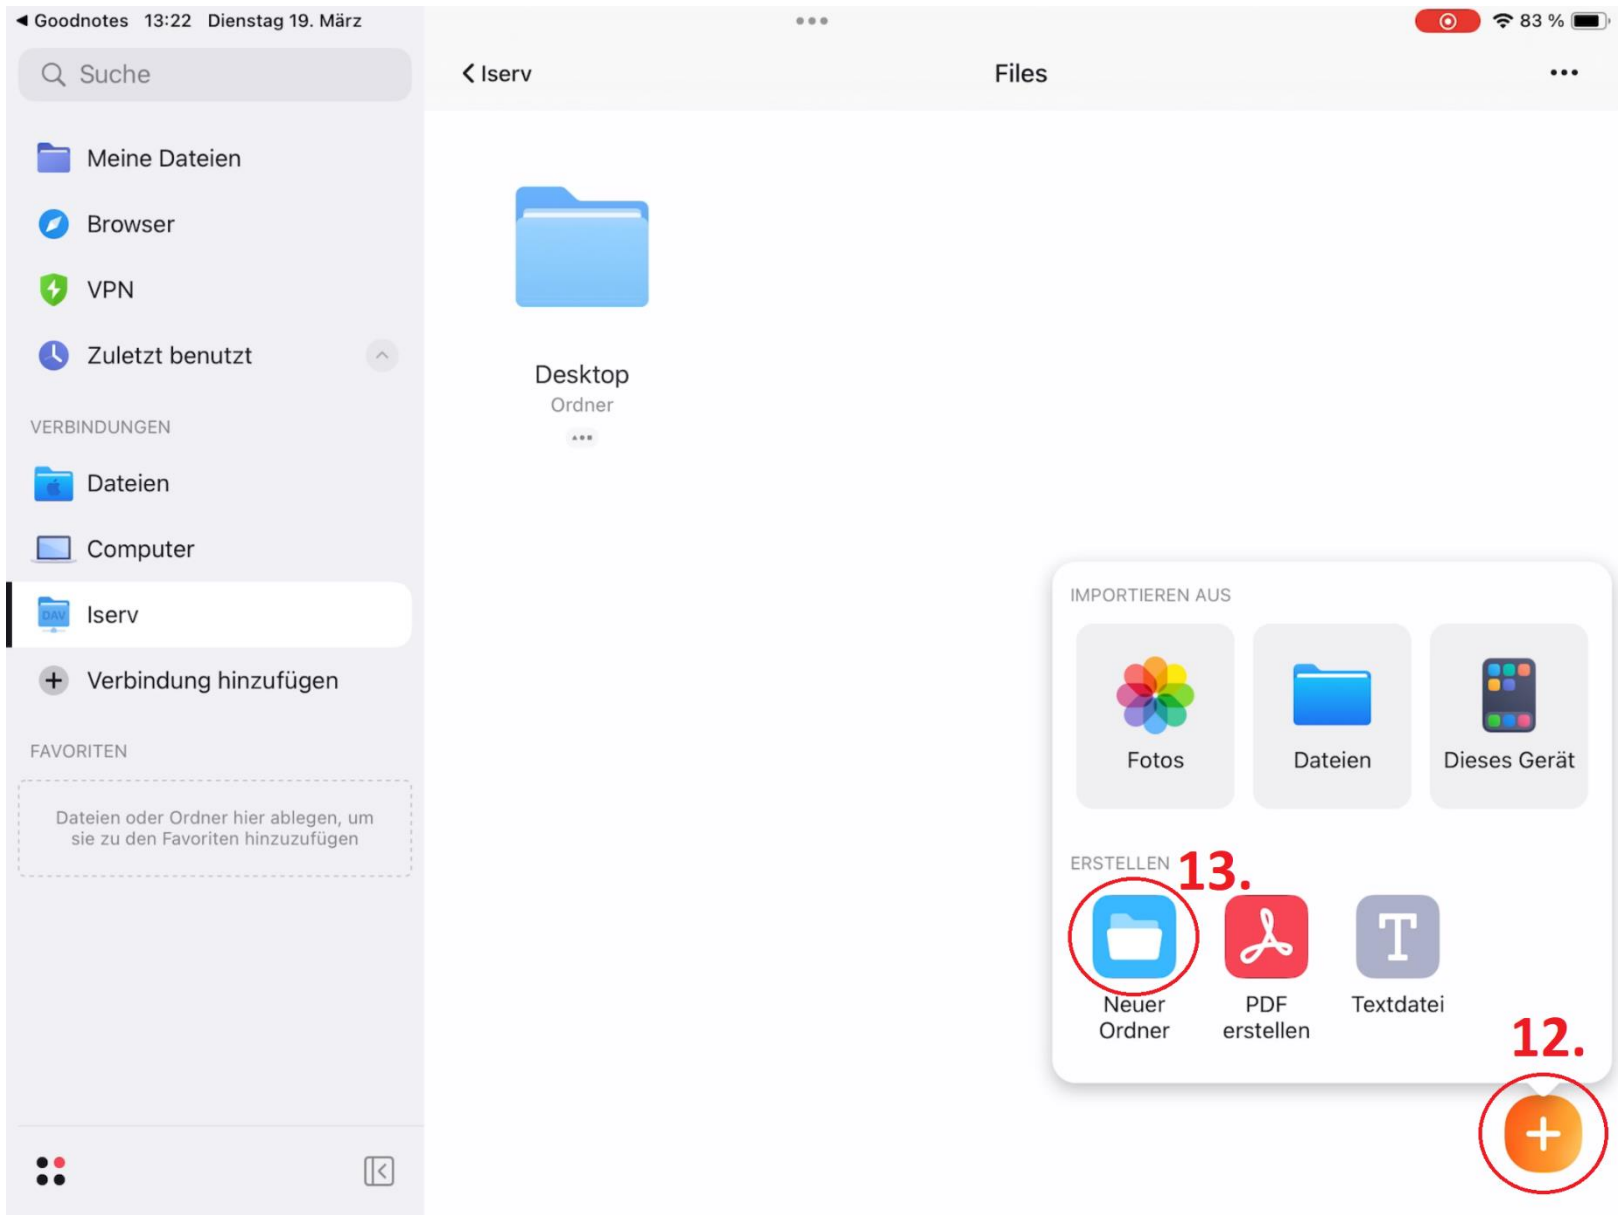 Goodnotes 13:22 Dienstag 19. März
83 %
Suche
Iserv
Files
Meine Dateien
Browser
VPN
Zuletzt benutzt
VERBINDUNGEN
Dateien
Computer
DAV
Iserv
Verbindung hinzufügen
FAVORITEN
Dateien oder Ordner hier ablegen, um
sie zu den Favoriten hinzuzufügen
Desktop
Ordner
IMPORTIEREN AUS
Fotos
Dateien
Dieses Gerät
ERSTELLEN
13.
T
Neuer
Ordner
PDF
erstellen
Textdatei
12.